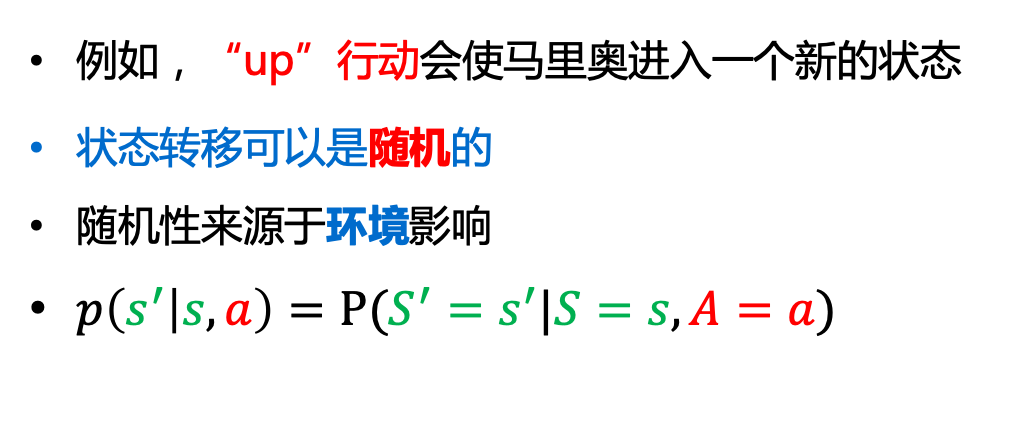 • 例如，“up”行动会使马里奥进入一个新的状态
• 状态转移可以是随机的
• 随机性来源于环境影响
• p(s′|s,a) = P(S′ = s′|S = s,A = a)